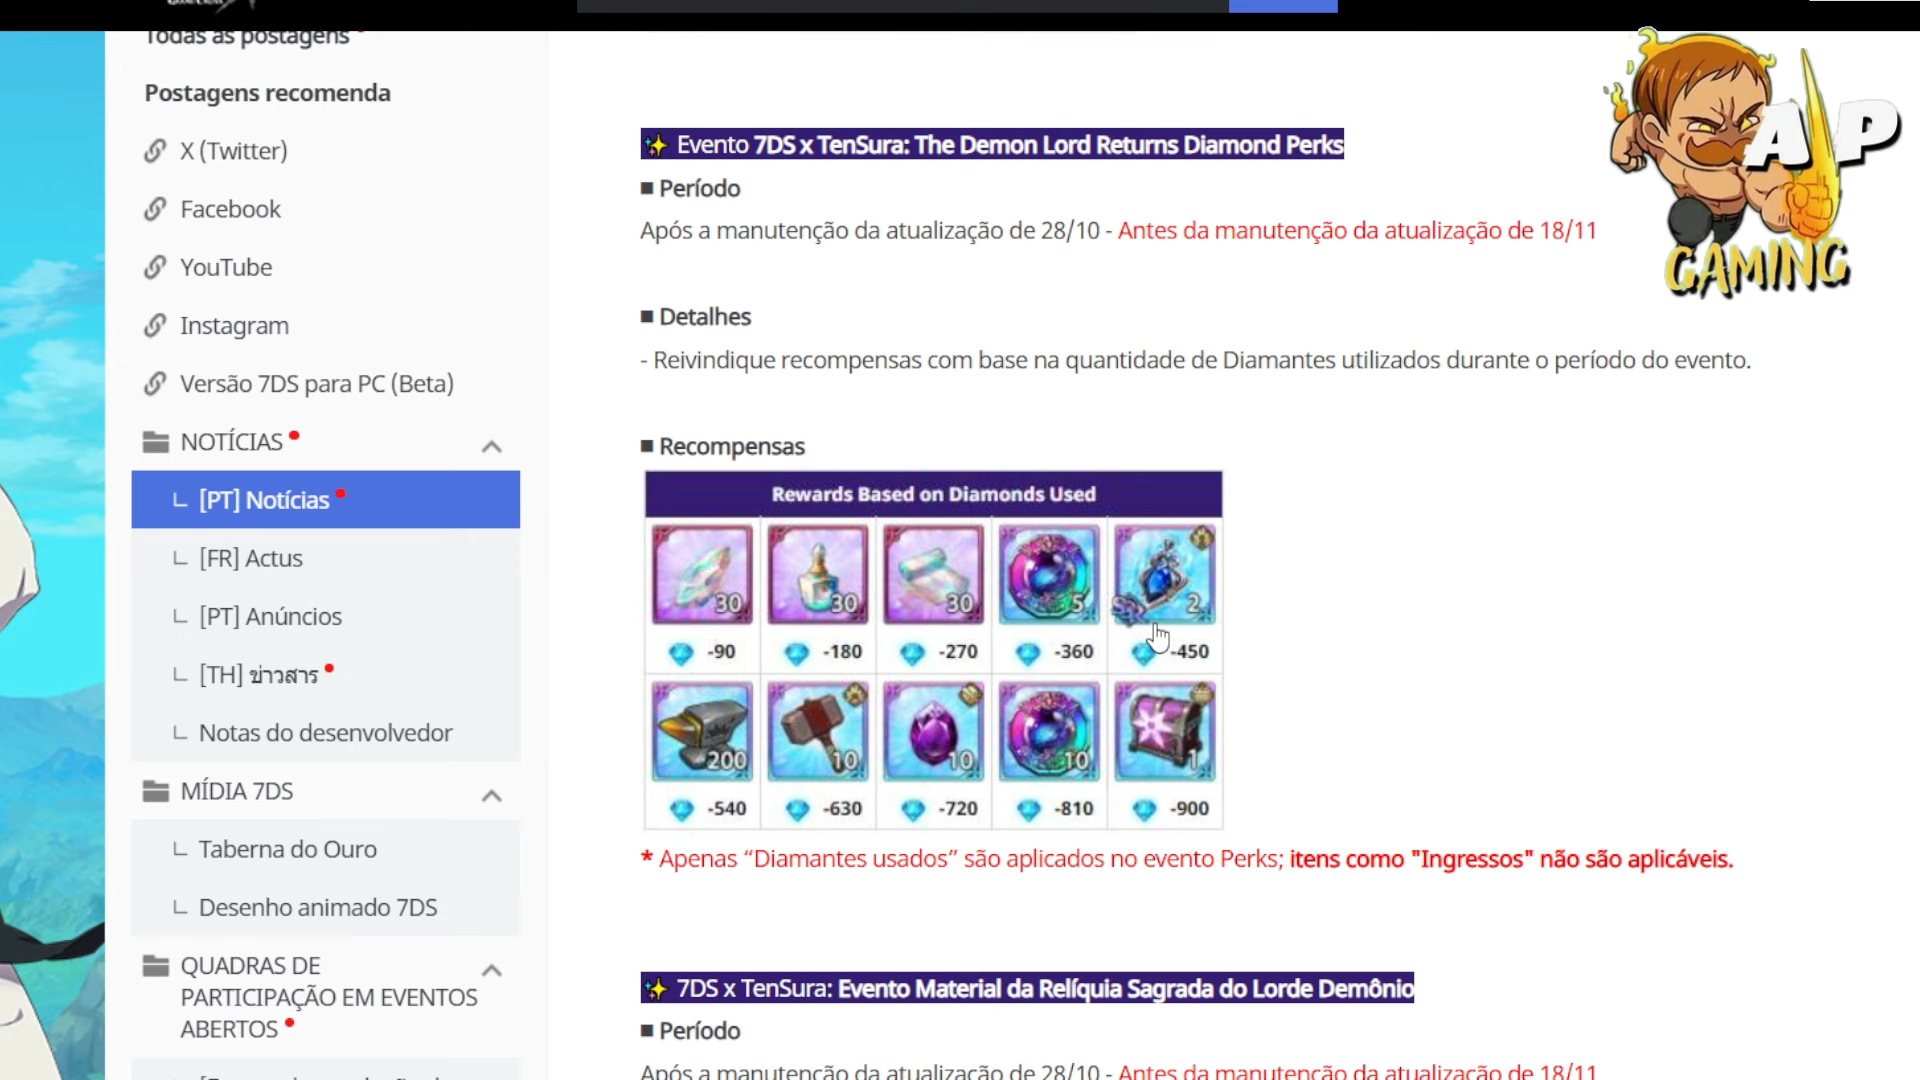 Todas as postagens
Postagens recomenda
X (Twitter)
Facebook
YouTube
Instagram
Versão 7DS para PC (Beta)
NOTÍCIAS
[PT] Notícias
[FR] Actus
[PT] Anúncios
[TH] ข่าวสาร
Notas do desenvolvedor
MÍDIA 7DS
Taberna do Ouro
Desenho animado 7DS
QUADRAS DE
PARTICIPAÇÃO EM EVENTOS
ABERTOS
Evento 7DS x TenSura: The Demon Lord Returns Diamond Perks
■ Período
Após a manutenção da atualização de 28/10 - Antes da manutenção da atualização de 18/11
■ Detalhes
- Reivindique recompensas com base na quantidade de Diamantes utilizados durante o período do evento.
■ Recompensas
Rewards Based on Diamonds Used
30 30 30 5 2
-90 -180 -270 -360 -450
200 10 10 10 1
-540 -630 -720 -810 -900
* Apenas “Diamantes usados” são aplicados no evento Perks; itens como "Ingressos" não são aplicáveis.
7DS x TenSura: Evento Material da Relíquia Sagrada do Lorde Demônio
■ Período
Após a manutenção da atualização de 28/10 - Antes da manutenção da atualização de 18/11
AP
GAMING